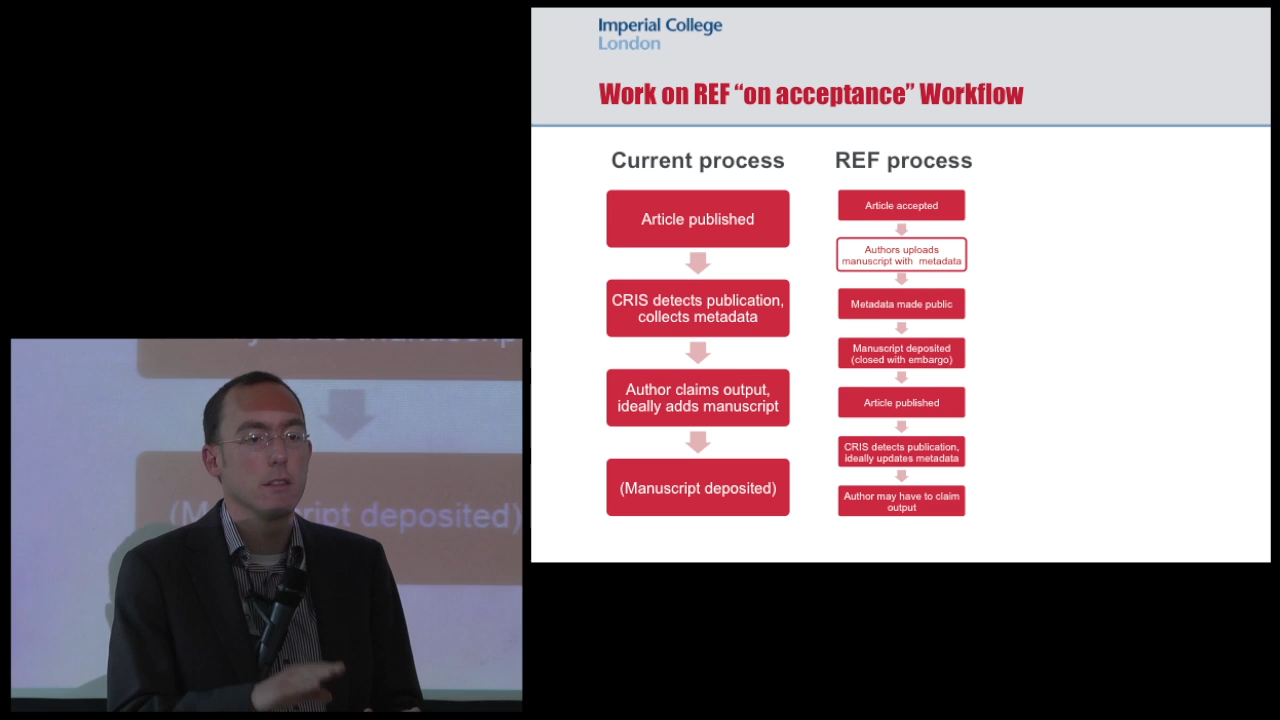 Imperial College
London
Work on REF “on acceptance” Workflow
Current process
Article published
CRIS detects publication,
collects metadata
Author claims output,
ideally adds manuscript
(Manuscript deposited)
REF process
Article accepted
Authors uploads
manuscript with metadata
Metadata made public
Manuscript deposited
(closed with embargo)
Article published
CRIS detects publication,
ideally updates metadata
Author may have to claim
output
deposited)